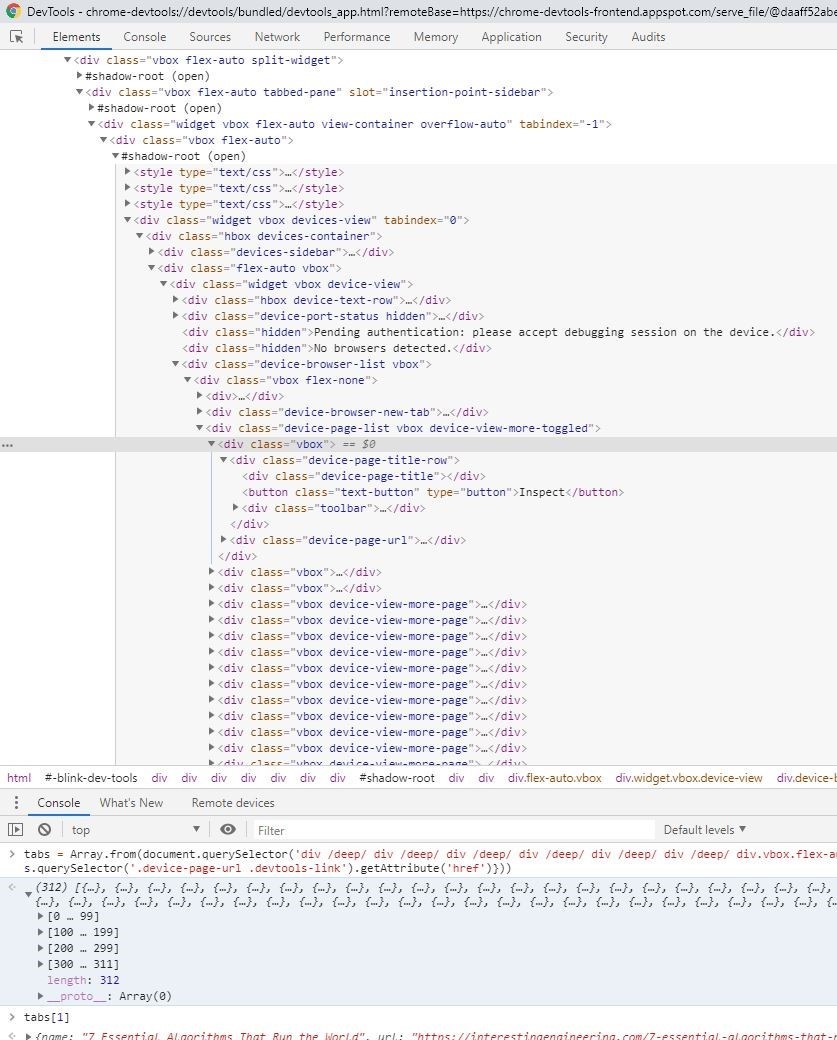 DevTools - chrome-devtools://devtools/bundled/devtools_app.html?remoteBase=https://chrome-devtools-frontend.appspot.com/serve_file/@daaff52abe
Elements Console Sources Network Performance Memory Application Security Audits
▼<div class="vbox flex-auto split-widget">
▶#shadow-root (open)
▼<div class="vbox flex-auto tabbed-pane" slot="insertion-point-sidebar">
▶#shadow-root (open)
▼<div class="widget vbox flex-auto view-container overflow-auto" tabindex="-1">
▼<div class="vbox flex-auto">
▼#shadow-root (open)
▶<style type="text/css">…</style>
▶<style type="text/css">…</style>
▶<style type="text/css">…</style>
▼<div class="widget vbox devices-view" tabindex="0">
▼<div class="hbox devices-container">
▶<div class="devices-sidebar">…</div>
▼<div class="flex-auto vbox">
▼<div class="widget vbox device-view">
▶<div class="hbox device-text-row">…</div>
▶<div class="device-port-status hidden">…</div>
<div class="hidden">Pending authentication: please accept debugging session on the device.</div>
<div class="hidden">No browsers detected.</div>
▼<div class="device-browser-list vbox">
▼<div class="vbox flex-none">
▶<div>…</div>
▶<div class="device-browser-new-tab">…</div>
▼<div class="device-page-list vbox device-view-more-toggled">
… ▼<div class="vbox"> == $0
▼<div class="device-page-title-row">
<div class="device-page-title"></div>
<button class="text-button" type="button">Inspect</button>
▶<div class="toolbar">…</div>
</div>
▶<div class="device-page-url">…</div>
</div>
▶<div class="vbox">…</div>
▶<div class="vbox">…</div>
▶<div class="vbox device-view-more-page">…</div>
▶<div class="vbox device-view-more-page">…</div>
▶<div class="vbox device-view-more-page">…</div>
▶<div class="vbox device-view-more-page">…</div>
▶<div class="vbox device-view-more-page">…</div>
▶<div class="vbox device-view-more-page">…</div>
▶<div class="vbox device-view-more-page">…</div>
▶<div class="vbox device-view-more-page">…</div>
▶<div class="vbox device-view-more-page">…</div>
▶<div class="vbox device-view-more-page">…</div>
html #-blink-dev-tools div div div div div div div #shadow-root div div div.flex-auto.vbox div.widget.vbox.device-view div.device-b
Console What's New Remote devices
top ▼ Filter Default levels ▼
> tabs = Array.from(document.querySelector('div /deep/ div /deep/ div /deep/ div /deep/ div /deep/ div /deep/ div.vbox.flex-a
s.querySelector('.device-page-url .devtools-link').getAttribute('href')}))
(312) [{…}, {…}, {…}, {…}, {…}, {…}, {…}, {…}, {…}, {…}, {…}, {…}, {…}, {…}, {…}, {…}, {…}, {…}, {…}, {…}, {…}, {…}, {…},
{…}, {…}, {…}, {…}, {…}, {…}, {…}, {…}, {…}, {…}, {…}, {…}, {…}, {…}, {…}, {…}, {…}, {…}, {…}, {…}, {…}, {…}, {…}, {…},
▶[0 … 99]
▶[100 … 199]
▶[200 … 299]
▶[300 … 311]
length: 312
▶__proto__: Array(0)
> tabs[1]
▶{name: "7 Essential Algorithms That Run the World", url: "https://interestingengineering.com/7-essential-algorithms-that-r